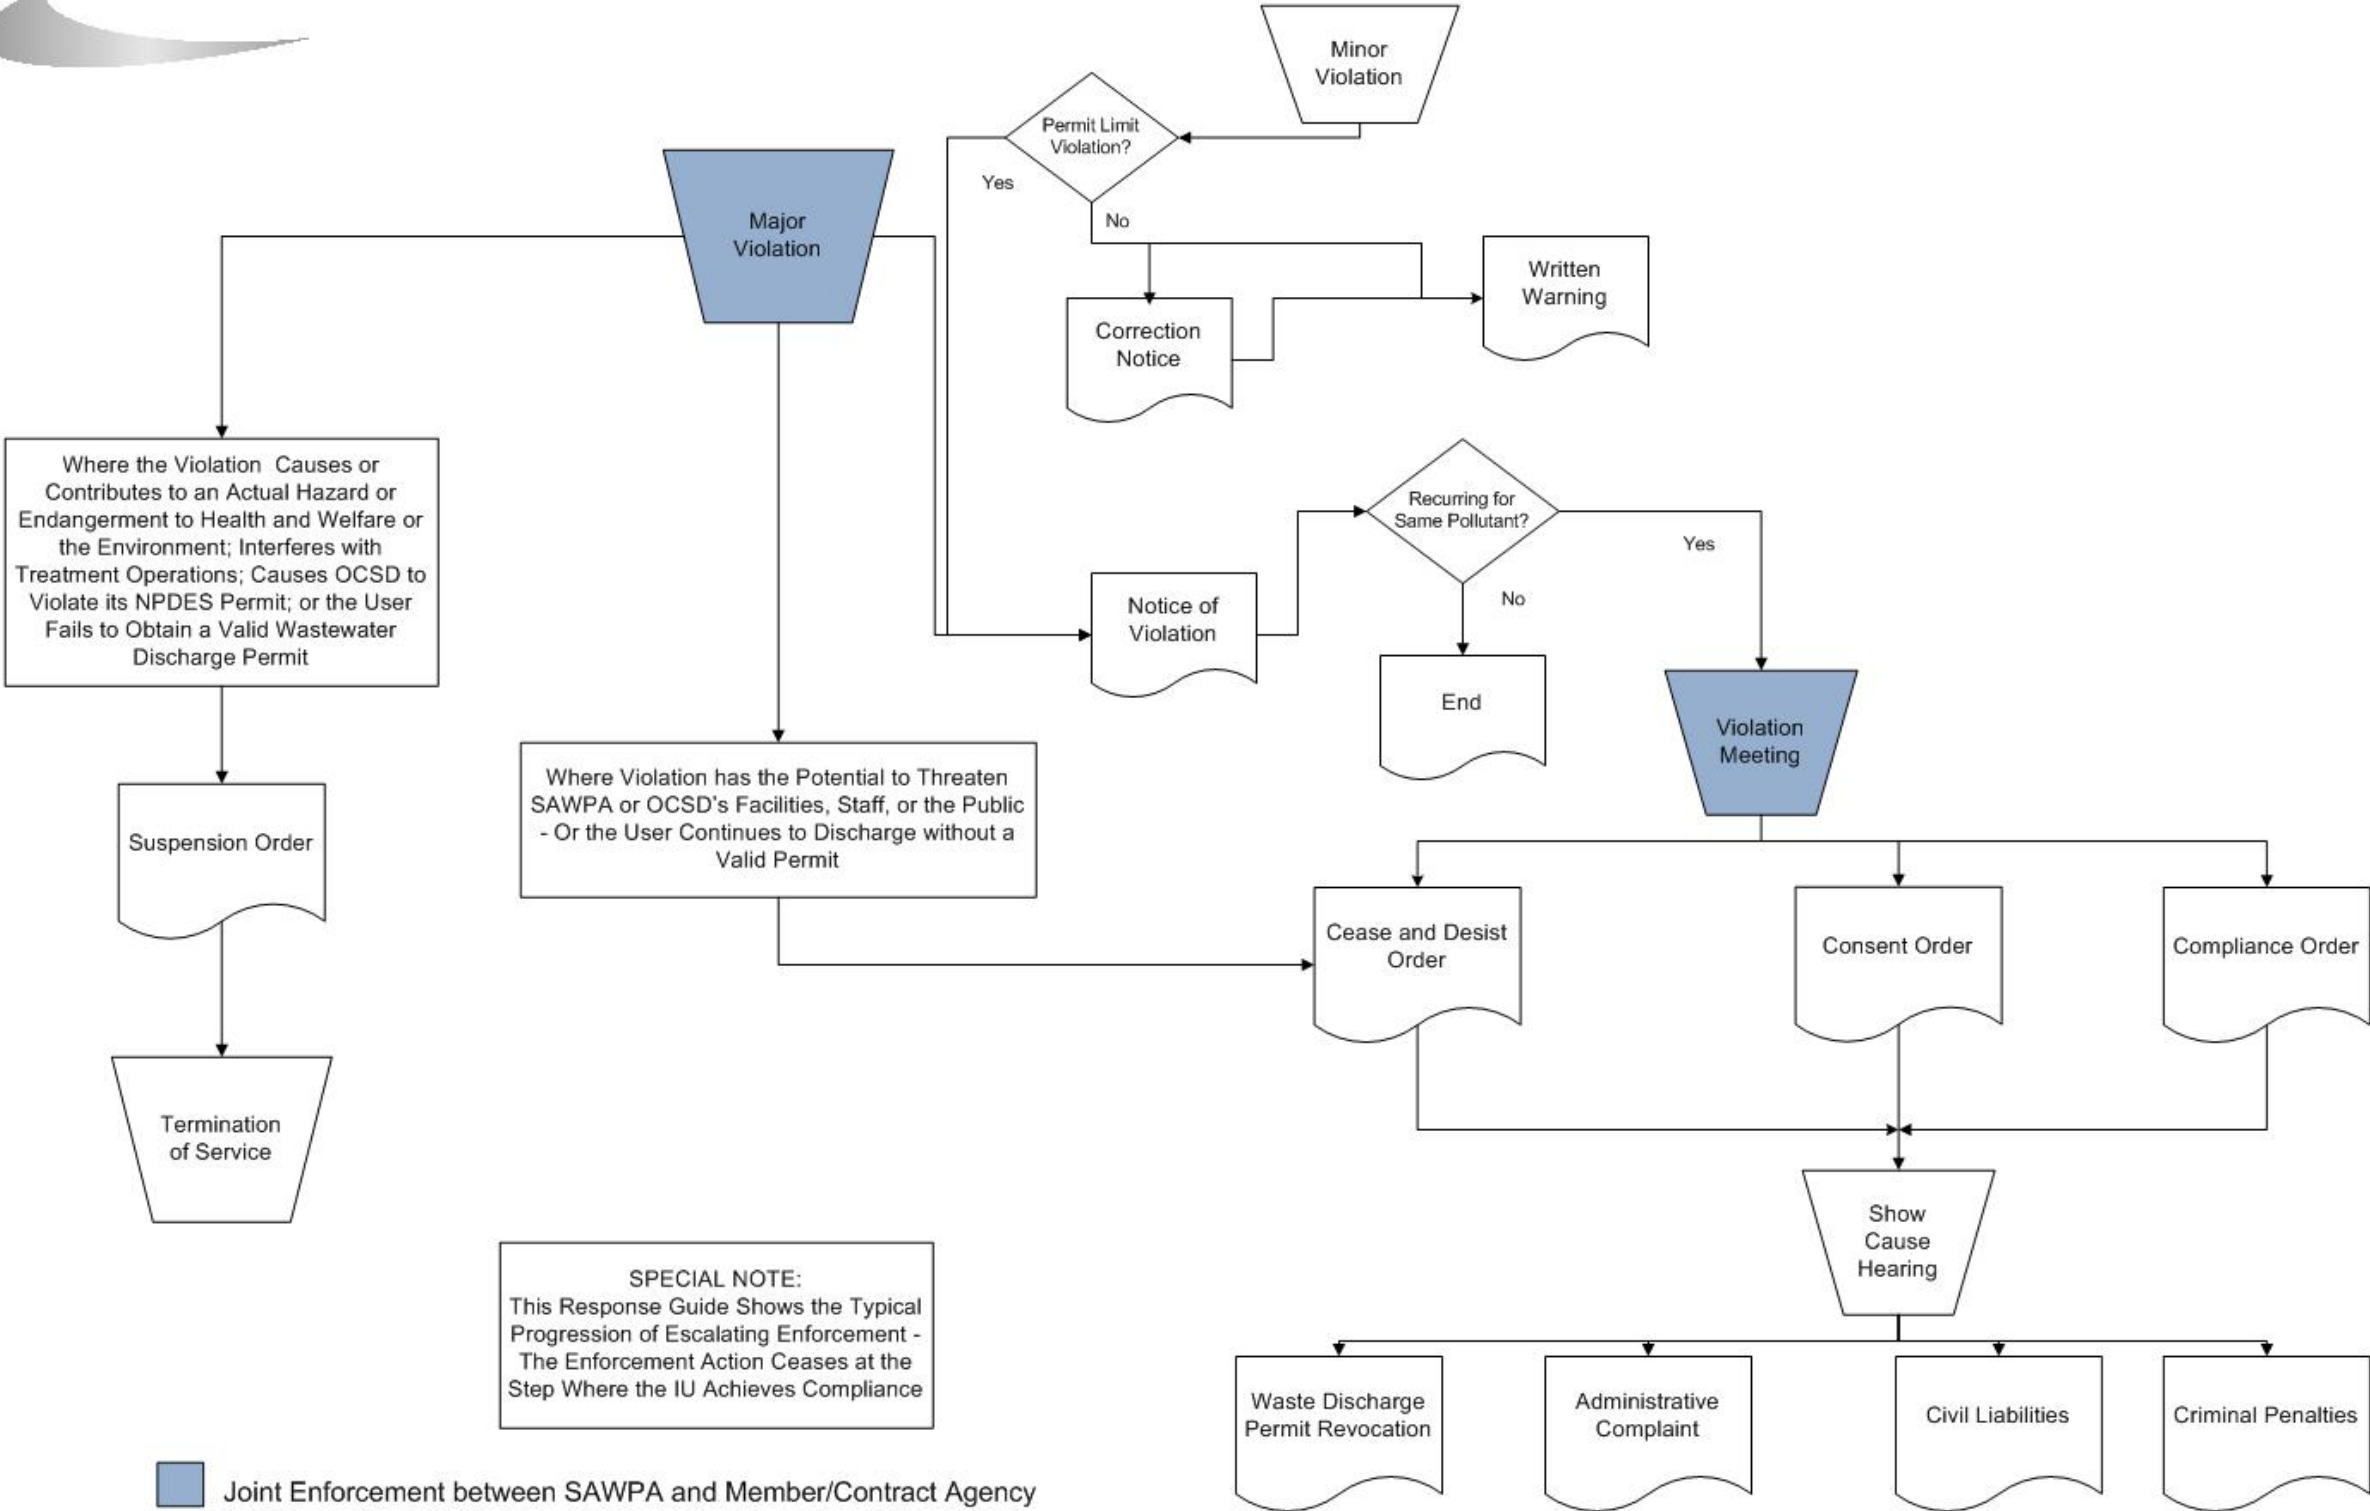 Minor
Violation
Permit Limit
Violation?
Yes
No
Major
Violation
Written
Warning
Correction
Notice
Where the Violation Causes or
Contributes to an Actual Hazard or
Endangerment to Health and Welfare or
the Environment; Interferes with
Treatment Operations; Causes OCSD to
Violate its NPDES Permit; or the User
Fails to Obtain a Valid Wastewater
Discharge Permit
Recurring for
Same Pollutant?
Yes
No
Notice of
Violation
End
Violation
Meeting
Where Violation has the Potential to Threaten
SAWPA or OCSD's Facilities, Staff, or the Public
- Or the User Continues to Discharge without a
Valid Permit
Suspension Order
Cease and Desist
Order
Consent Order
Compliance Order
Termination
of Service
Show
Cause
Hearing
SPECIAL NOTE:
This Response Guide Shows the Typical
Progression of Escalating Enforcement -
The Enforcement Action Ceases at the
Step Where the IU Achieves Compliance
Waste Discharge
Permit Revocation
Administrative
Complaint
Civil Liabilities
Criminal Penalties
Joint Enforcement between SAWPA and Member/Contract Agency